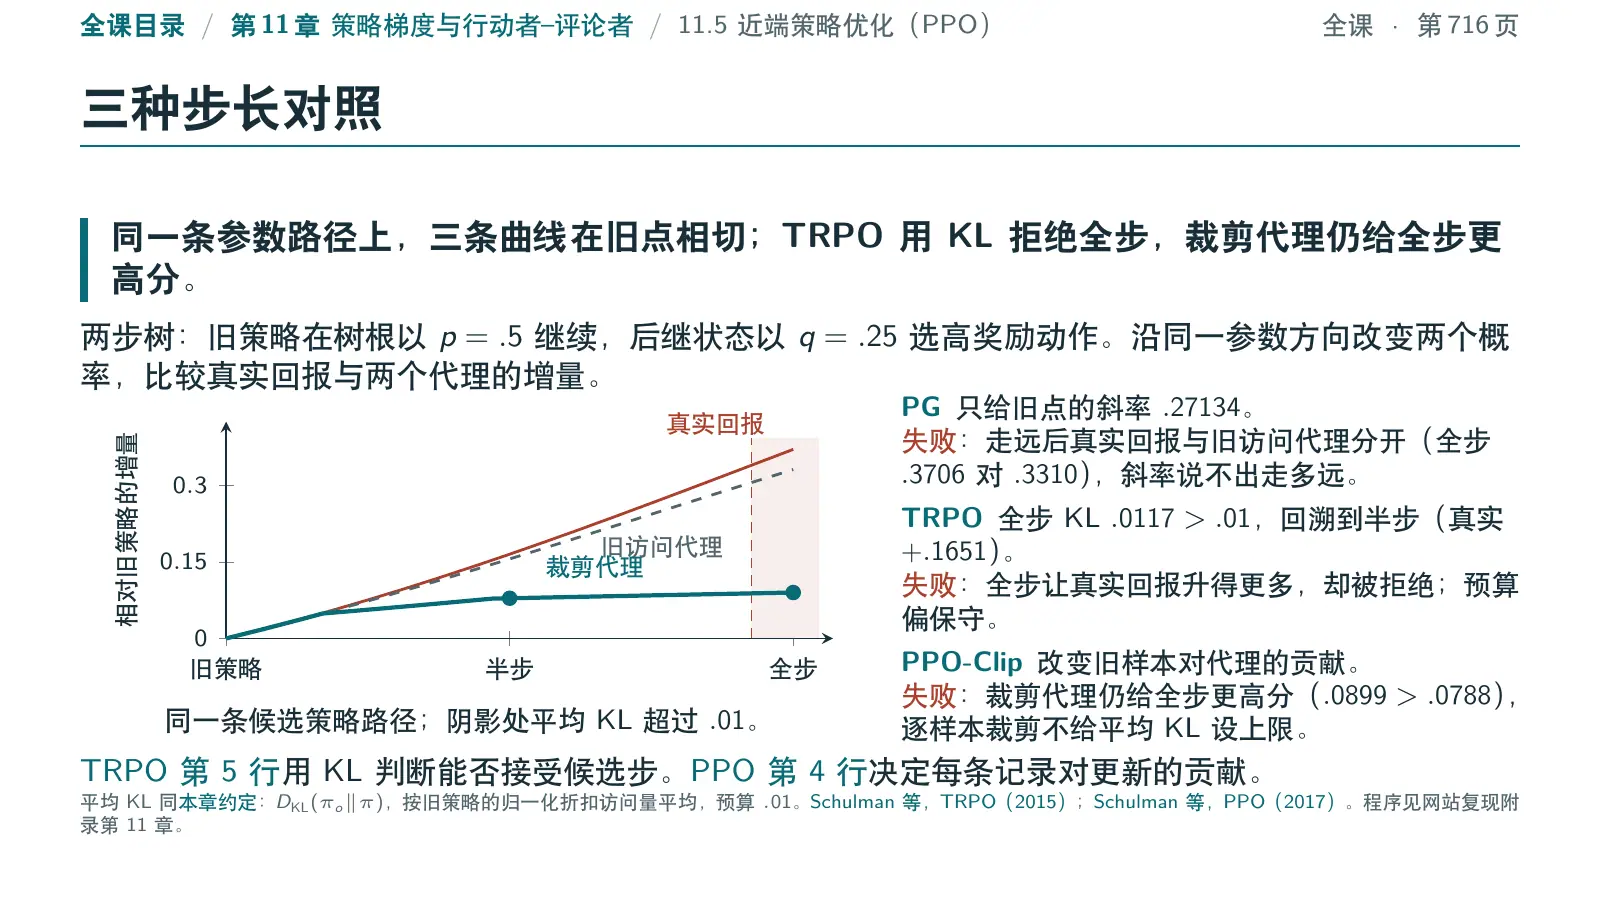 全课目录 / 第 11 章 策略梯度与行动者–评论者 / 11.5 近端策略优化（PPO）
全课 · 第 716 页
三种步长对照
同一条参数路径上，三条曲线在旧点相切；TRPO 用 KL 拒绝全步，裁剪代理仍给全步更
高分。
两步树：旧策略在树根以 p = .5 继续，后继状态以 q = .25 选高奖励动作。沿同一参数方向改变两个概
率，比较真实回报与两个代理的增量。
相对旧策略的增量
0.3
0.15
0
真实回报
旧访问代理
裁剪代理
旧策略
半步
全步
同一条候选策略路径；阴影处平均 KL 超过 .01。
PG 只给旧点的斜率 .27134。
失败：走远后真实回报与旧访问代理分开（全步
.3706 对 .3310），斜率说不出走多远。
TRPO 全步 KL .0117 > .01，回溯到半步（真实
+.1651）。
失败：全步让真实回报升得更多，却被拒绝；预算
偏保守。
PPO-Clip 改变旧样本对代理的贡献。
失败：裁剪代理仍给全步更高分（.0899 > .0788），
逐样本裁剪不给平均 KL 设上限。
TRPO 第 5 行用 KL 判断能否接受候选步。PPO 第 4 行决定每条记录对更新的贡献。
平均 KL 同本章约定：D_KL(π_o∥π)，按旧策略的归一化折扣访问量平均，预算 .01。Schulman 等，TRPO（2015）；Schulman 等，PPO（2017）。程序见网站复现附
录第 11 章。